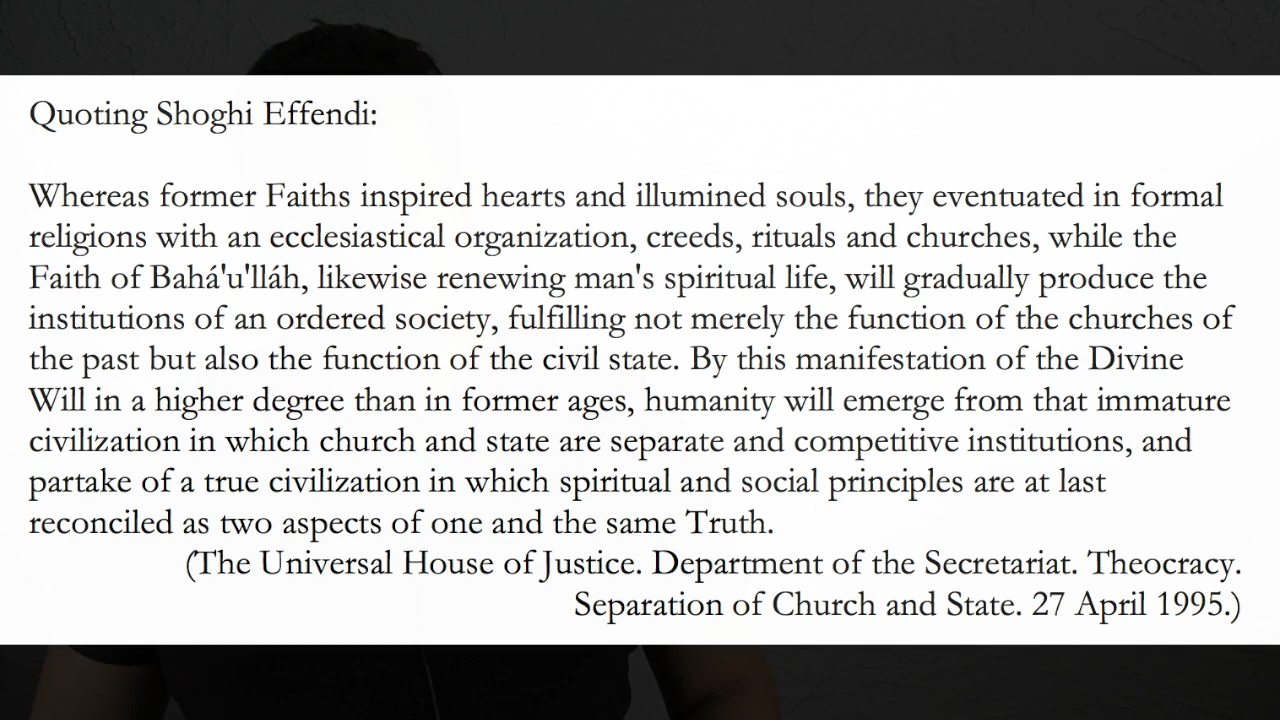 Quoting Shoghi Effendi:
Whereas former Faiths inspired hearts and illumined souls, they eventuated in formal
religions with an ecclesiastical organization, creeds, rituals and churches, while the
Faith of Bahá'u'lláh, likewise renewing man's spiritual life, will gradually produce the
institutions of an ordered society, fulfilling not merely the function of the churches of
the past but also the function of the civil state. By this manifestation of the Divine
Will in a higher degree than in former ages, humanity will emerge from that immature
civilization in which church and state are separate and competitive institutions, and
partake of a true civilization in which spiritual and social principles are at last
reconciled as two aspects of one and the same Truth.
(The Universal House of Justice. Department of the Secretariat. Theocracy.
Separation of Church and State. 27 April 1995.)